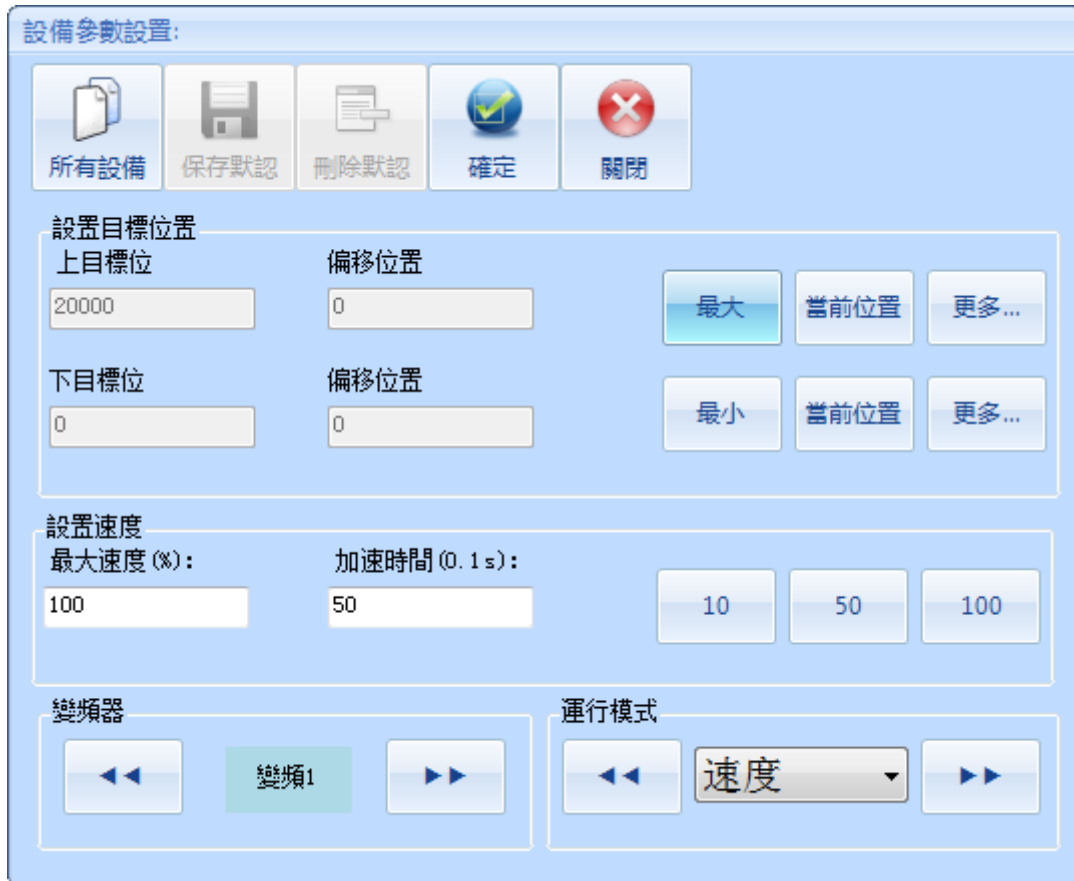 設備參數設置:
所有設備 保存默認 刪除默認 確定 關閉
設置目標位置
上目標位 偏移位置
20000 0 最大 當前位置 更多...
下目標位 偏移位置
0 0 最小 當前位置 更多...
設置速度
最大速度(%): 加速時間(0.1s):
100 50 10 50 100
變頻器 運行模式
變頻1 速度